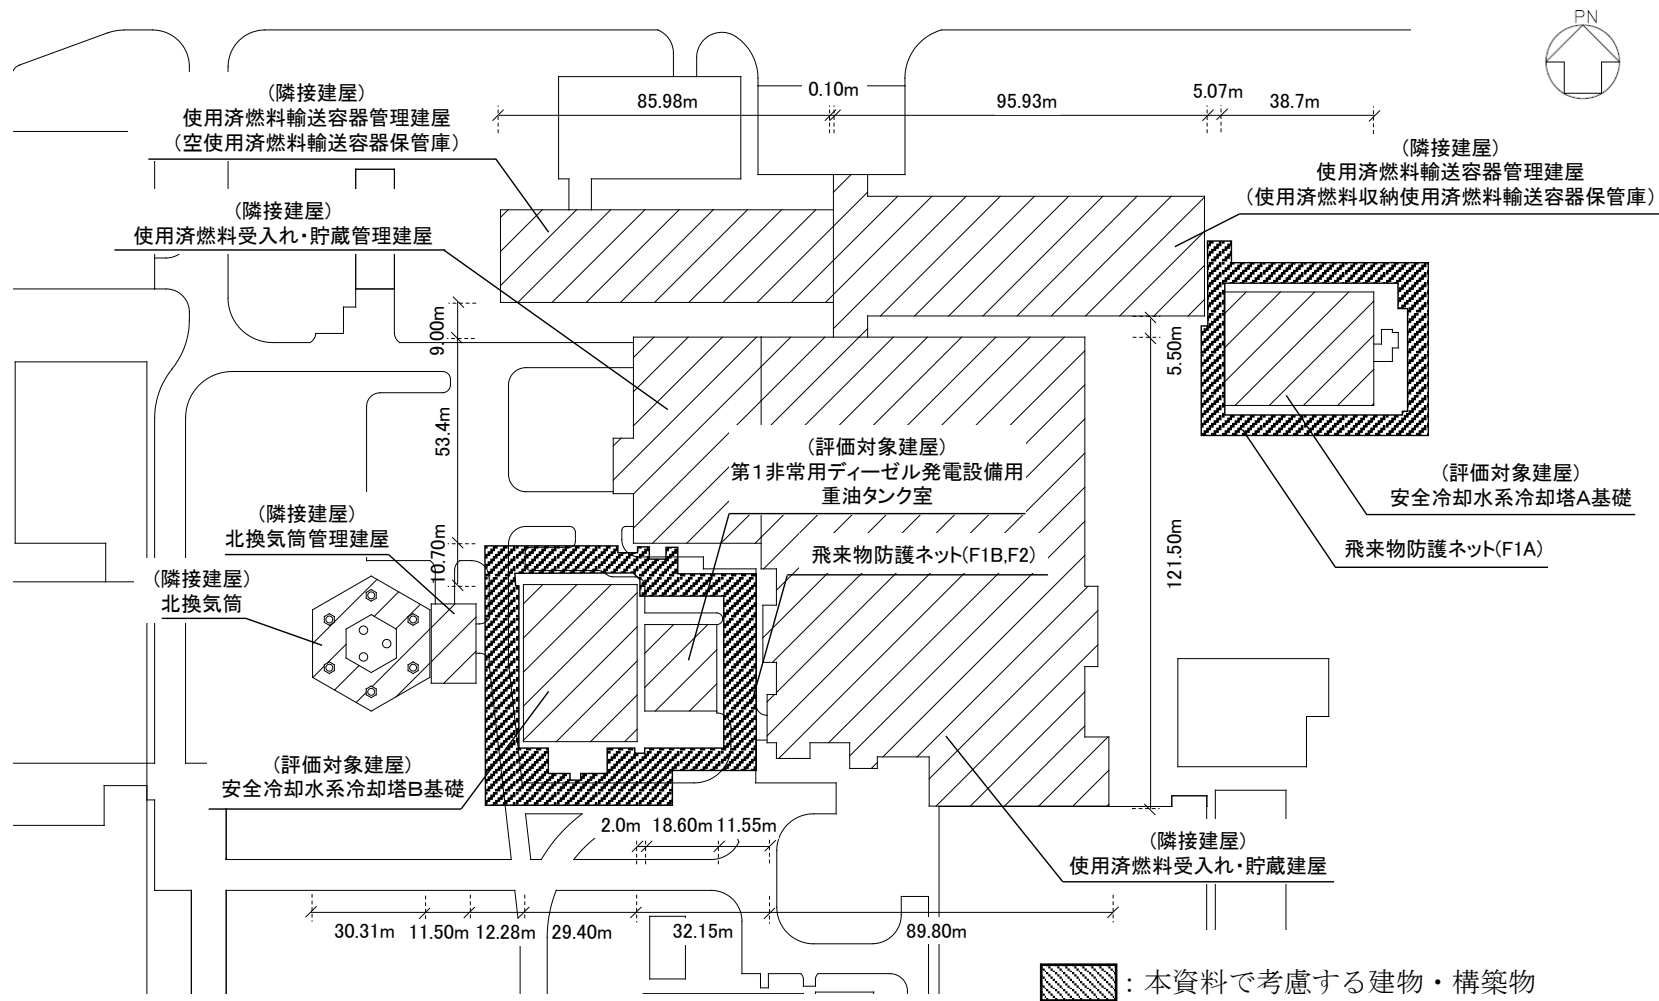 PN
(隣接建屋)
使用済燃料輸送容器管理建屋
(空使用済燃料輸送容器保管庫)
85.98m
0.10m
95.93m
5.07m
38.7m
(隣接建屋)
使用済燃料輸送容器管理建屋
(使用済燃料収納使用済燃料輸送容器保管庫)
(隣接建屋)
使用済燃料受入れ・貯蔵管理建屋
9.00m
53.4m
10.70m
5.50m
121.50m
(評価対象建屋)
第1非常用ディーゼル発電設備用
重油タンク室
(評価対象建屋)
安全冷却水系冷却塔A基礎
飛来物防護ネット(F1A)
(隣接建屋)
北換気筒管理建屋
飛来物防護ネット(F1B,F2)
(隣接建屋)
北換気筒
(評価対象建屋)
安全冷却水系冷却塔B基礎
2.0m
18.60m
11.55m
(隣接建屋)
使用済燃料受入れ・貯蔵建屋
30.31m
11.50m
12.28m
29.40m
32.15m
89.80m
：本資料で考慮する建物・構築物